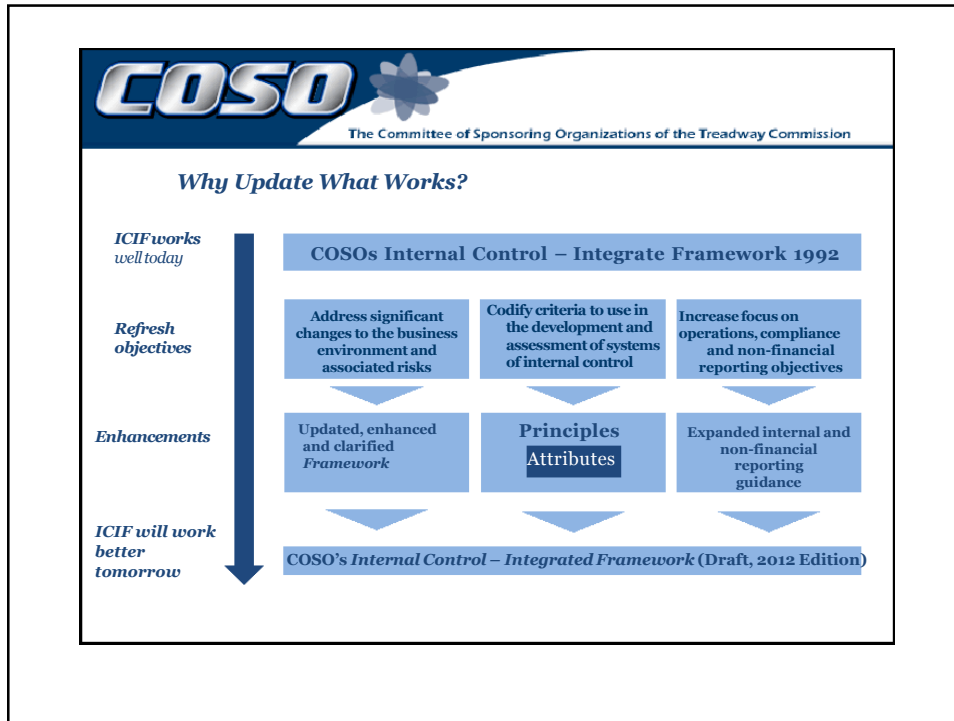 COSO
The Committee of Sponsoring Organizations of the Treadway Commission
Why Update What Works?
ICIF works
well today
COSOs Internal Control – Integrate Framework 1992
Refresh
objectives
Address significant
changes to the business
environment and
associated risks
Codify criteria to use in
the development and
assessment of systems
of internal control
Increase focus on
operations, compliance
and non-financial
reporting objectives
Enhancements
Updated, enhanced
and clarified
Framework
Principles
Attributes
Expanded internal and
non-financial
reporting
guidance
ICIF will work
better
tomorrow
COSO’s Internal Control – Integrated Framework (Draft, 2012 Edition)